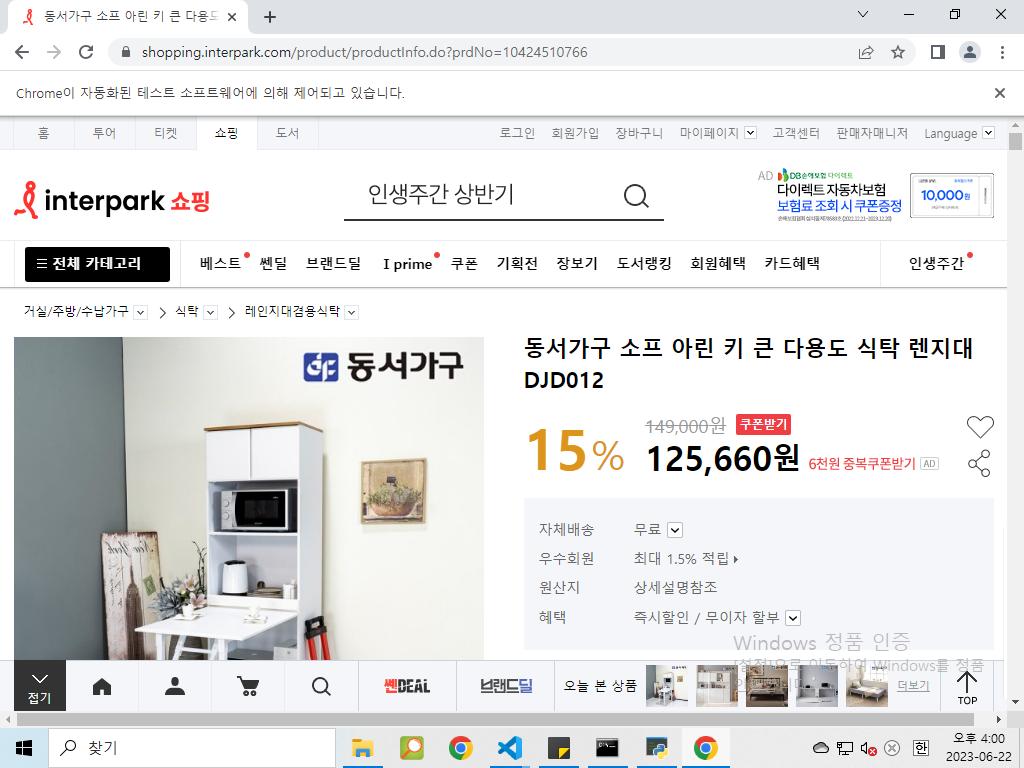 동서가구 소프 아린 키 큰 다용도
shopping.interpark.com/product/productInfo.do?prdNo=10424510766
Chrome이 자동화된 테스트 소프트웨어에 의해 제어되고 있습니다.
홈 투어 티켓 쇼핑 도서 로그인 회원가입 장바구니 마이페이지 고객센터 판매자매니저 Language
interpark 쇼핑
인생주간 상반기
AD DB손해보험 다이렉트
다이렉트 자동차보험
보험료 조회 시 쿠폰증정
10,000원
전체 카테고리 베스트 쎈딜 브랜드딜 I prime 쿠폰 기획전 장보기 도서랭킹 회원혜택 카드혜택 인생주간
거실/주방/수납가구 식탁 레인지대겸용식탁
동서가구
동서가구 소프 아린 키 큰 다용도 식탁 렌지대
DJD012
149,000원 쿠폰받기
15% 125,660원 6천원 중복쿠폰받기 AD
자체배송 무료
우수회원 최대 1.5% 적립
원산지 상세설명참조
혜택 즉시할인 / 무이자 할부
Windows 정품 인증
[설정]으로 이동하여 Windows를 정품
접기 쎈DEAL 브랜드딜 오늘 본 상품 더보기 TOP
찾기
한
오후 4:00
2023-06-22